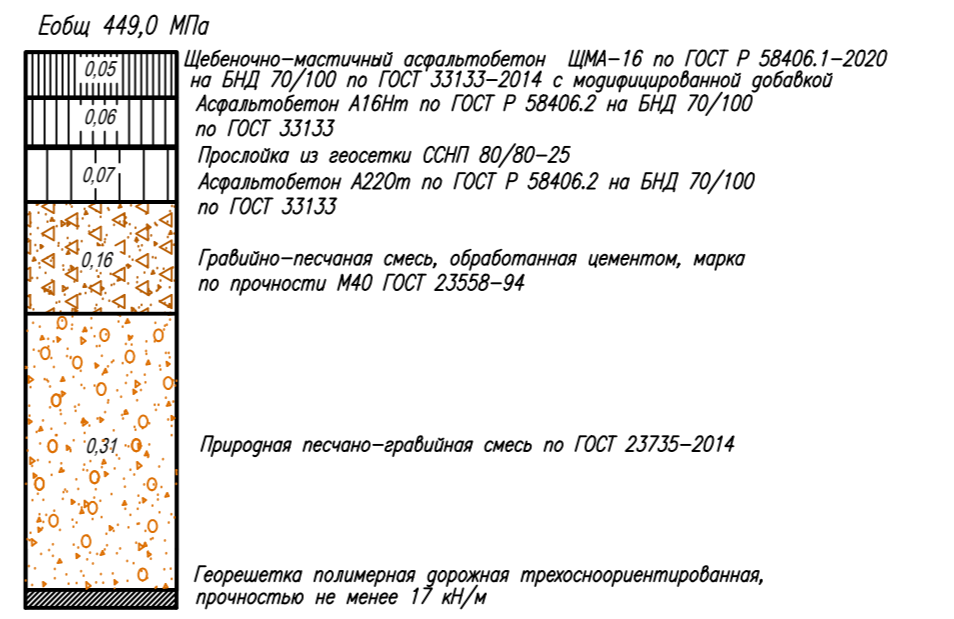 Еобщ 449,0 МПа
0,05
Щебеночно-мастичный асфальтобетон ЩМА-16 по ГОСТ Р 58406.1-2020
на БНД 70/100 по ГОСТ 33133-2014 с модифицированной добавкой
0,06
Асфальтобетон А16Нт по ГОСТ Р 58406.2 на БНД 70/100
по ГОСТ 33133
Прослойка из геосетки ССНП 80/80-25
0,07
Асфальтобетон А22От по ГОСТ Р 58406.2 на БНД 70/100
по ГОСТ 33133
0,16
Гравийно-песчаная смесь, обработанная цементом, марка
по прочности М40 ГОСТ 23558-94
0,31
Природная песчано-гравийная смесь по ГОСТ 23735-2014
Георешетка полимерная дорожная трехосноориентированная,
прочностью не менее 17 кН/м